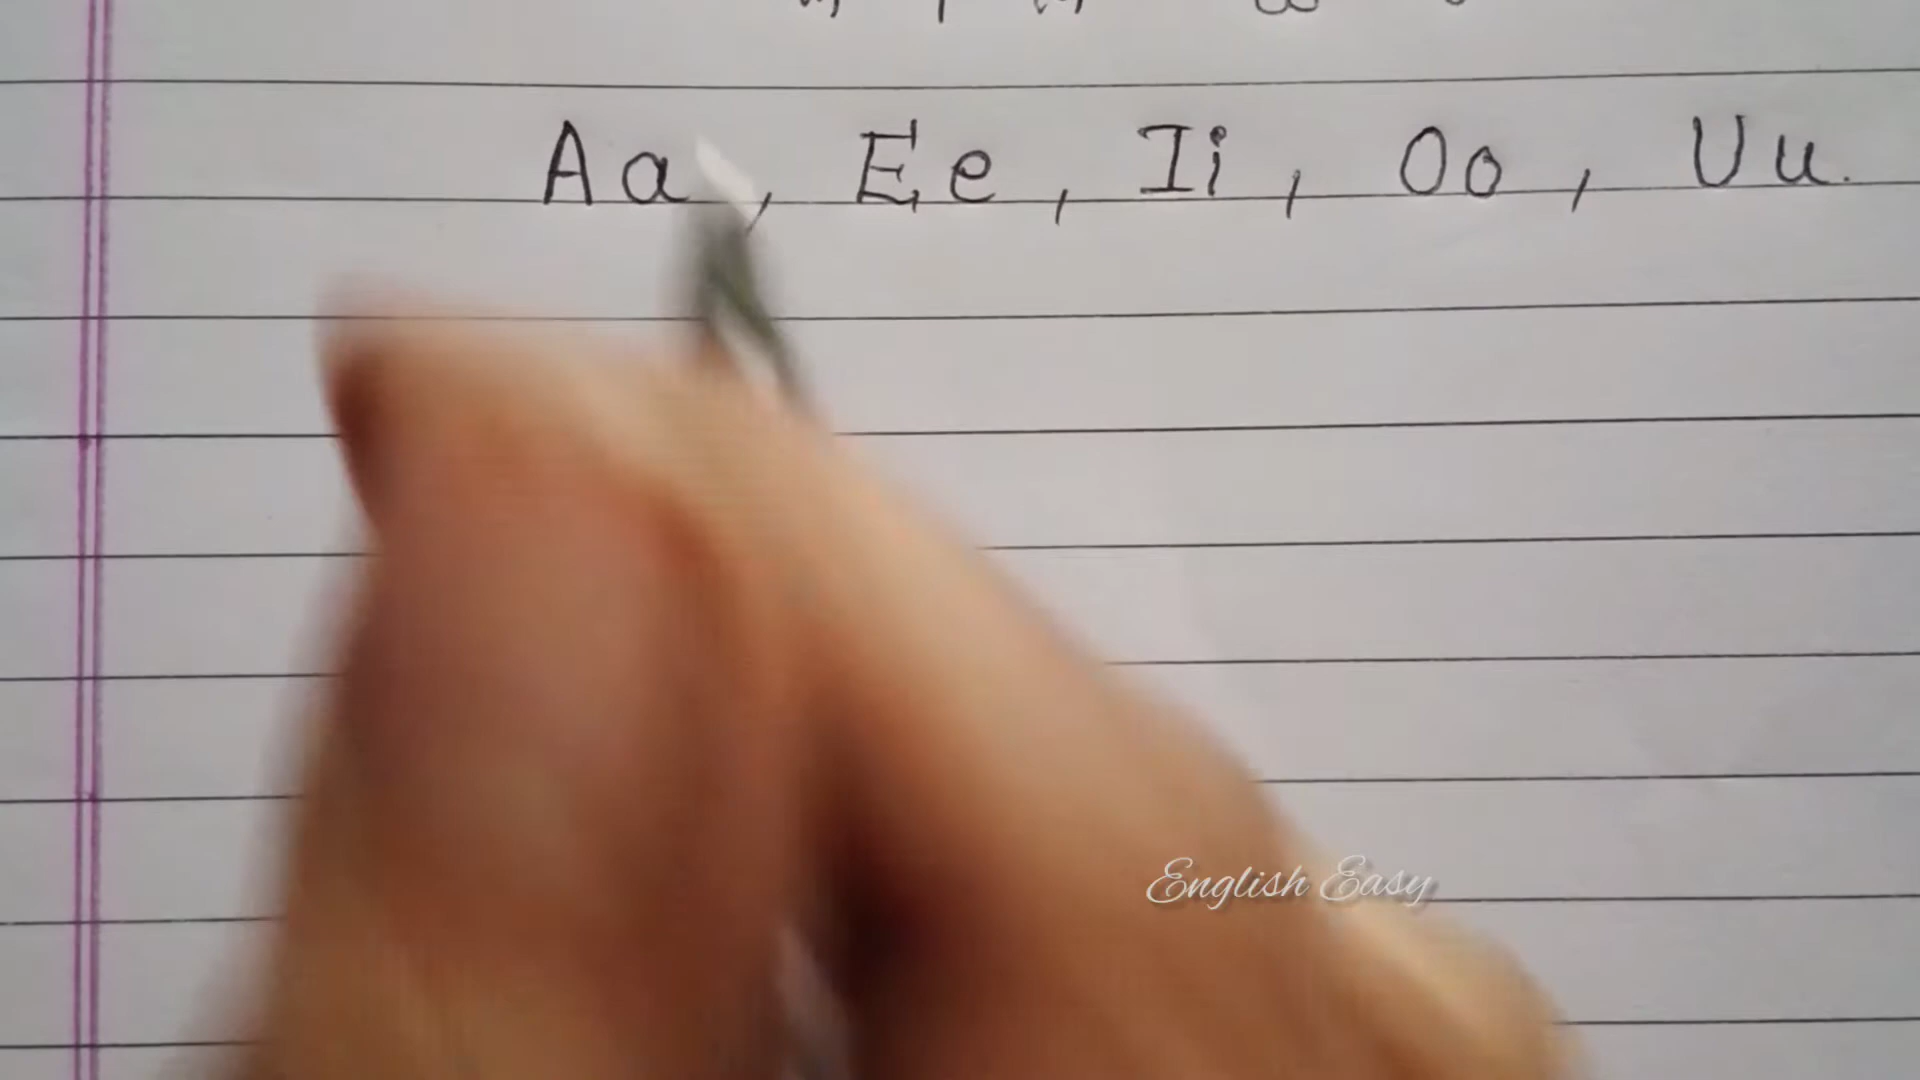 Aa, Ee, Ii, Oo, Uu.
English Easy